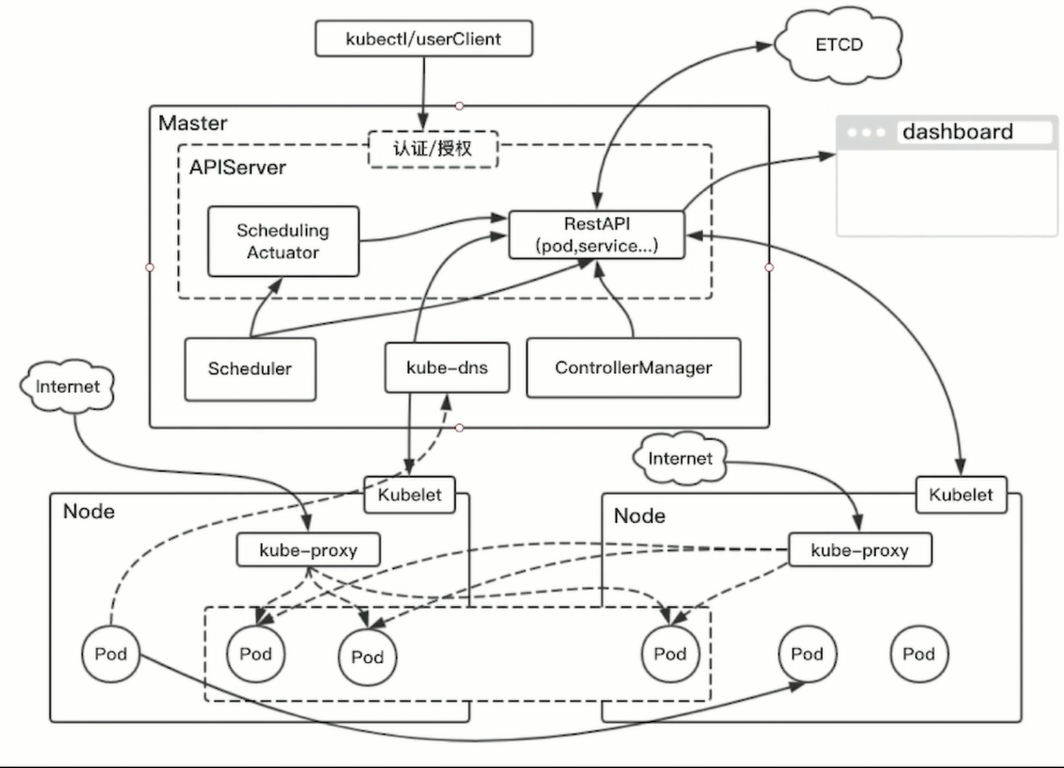 kubectl/userClient
ETCD
Master
认证/授权
dashboard
APIServer
Scheduling
Actuator
RestAPI
(pod,service...)
Scheduler
kube-dns
ControllerManager
Internet
Internet
Kubelet
Kubelet
Node
Node
kube-proxy
kube-proxy
Pod
Pod
Pod
Pod
Pod
Pod